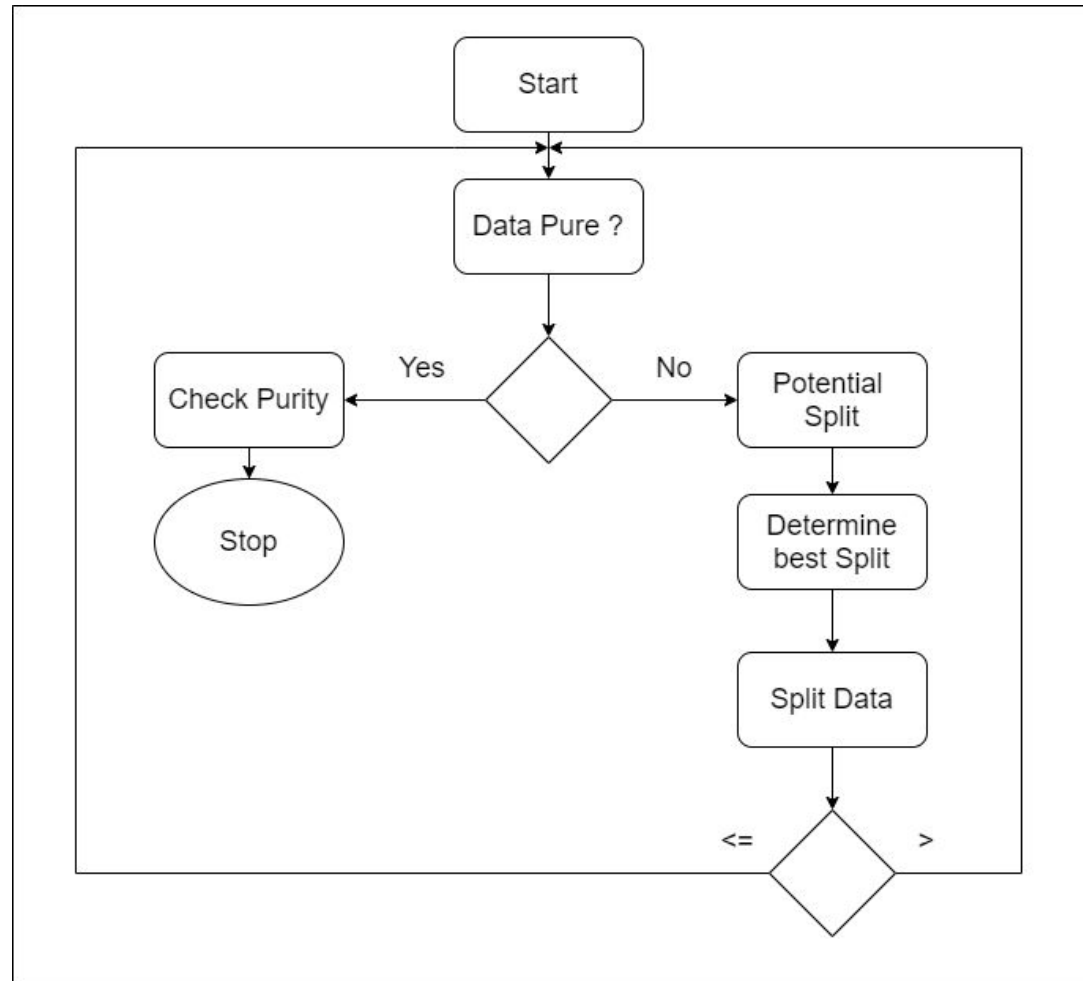 Start
Data Pure ?
Yes
No
Check Purity
Potential
Split
Stop
Determine
best Split
Split Data
<=
>